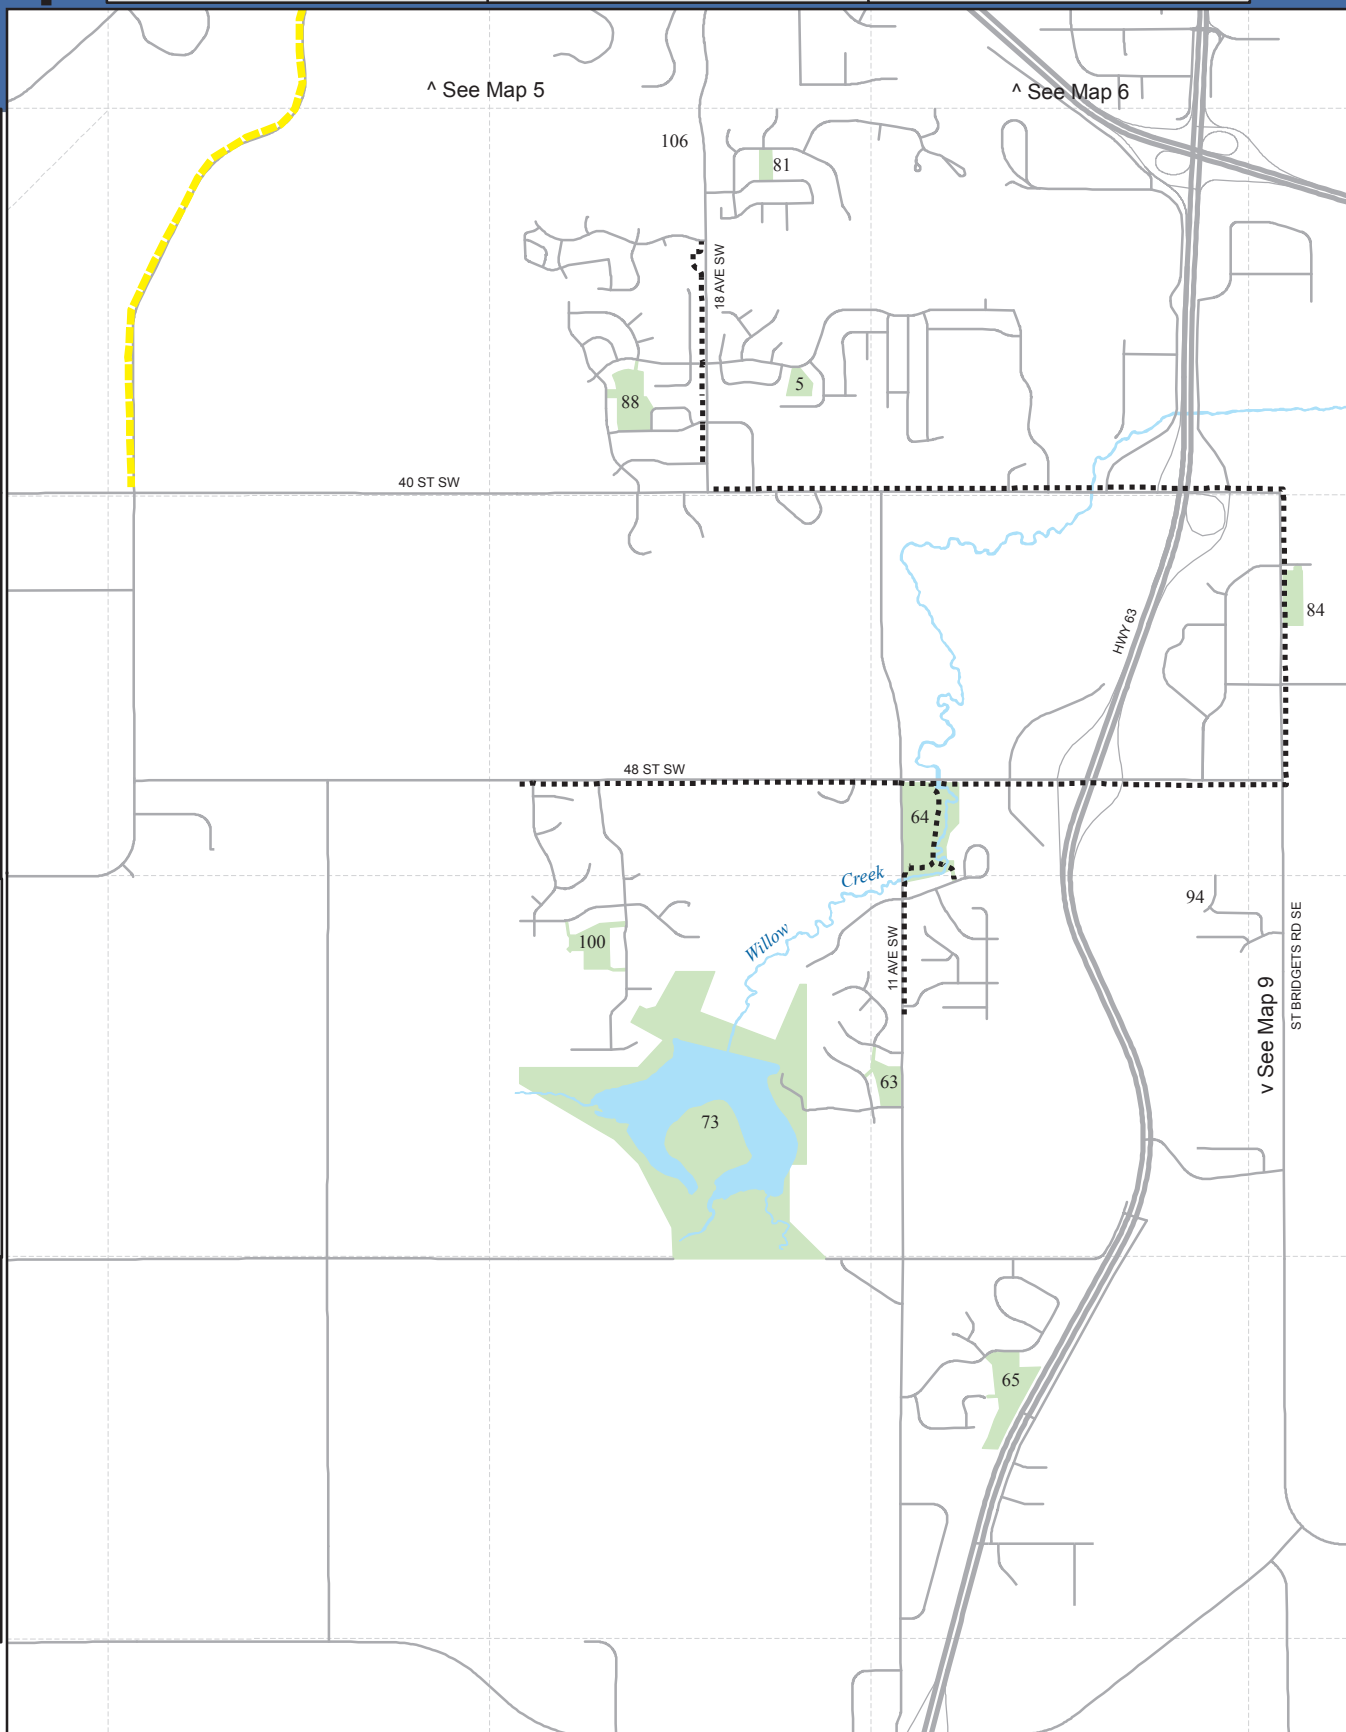 ^ See Map 5
^ See Map 6
106
81
18 AVE SW
5
88
40 ST SW
84
HWY 63
48 ST SW
64
Creek
94
Willow
100
11 AVE SW
ST BRIDGETS RD SE
v See Map 9
63
73
65